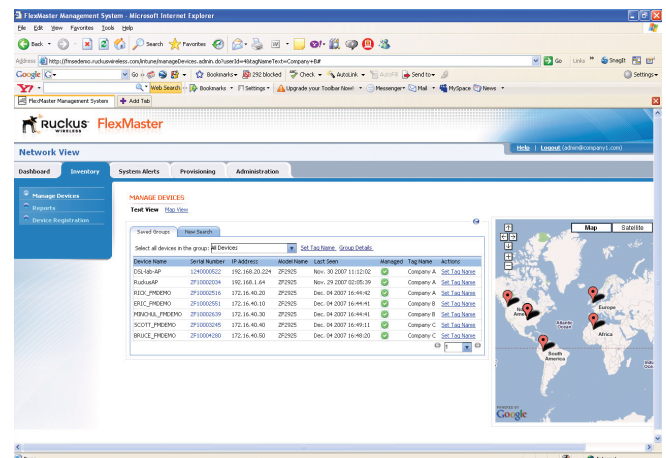 FlexMaster Management System - Microsoft Internet Explorer
File Edit View Favorites Tools Help
Back Search Favorites
Address http://fmsedemo.ruckuswireless.com/intune/manageDevices.admin.do?userId=4&tagNameText=Company+B# Go Links SnagIt
Google Go Bookmarks 292 blocked Check AutoLink AutoFill Send to Settings
Web Search Bookmarks Settings Upgrade your Toolbar Now! Messenger Mail MySpace News
FlexMaster Management System Add Tab
Ruckus WIRELESS FlexMaster
Network View
Help | Logout (admin@company1.com)
Dashboard Inventory System Alerts Provisioning Administration
Manage Devices
Reports
Device Registration
MANAGE DEVICES
Text View Map View
Saved Groups New Search
Select all devices in the group: All Devices Set Tag Name Group Details
Device Name Serial Number IP Address Model Name Last Seen Managed Tag Name Actions
DSL-lab-AP 1240000522 192.168.20.224 ZF2925 Nov. 30 2007 11:12:02 Company A Set Tag Name
RuckusAP ZF10002034 192.168.1.64 ZF2925 Nov. 29 2007 02:05:39 Company A Set Tag Name
RICK_FMDEMO ZF10002516 172.16.40.20 ZF2925 Dec. 04 2007 16:44:42 Company A Set Tag Name
ERIC_FMDEMO ZF10002551 172.16.40.10 ZF2925 Dec. 04 2007 16:44:41 Company B Set Tag Name
MINCHUL_FMDEMO ZF10002639 172.16.40.30 ZF2925 Dec. 04 2007 16:44:41 Company B Set Tag Name
SCOTT_FMDEMO ZF10003245 172.16.40.40 ZF2925 Dec. 04 2007 16:49:11 Company C Set Tag Name
BRUCE_FMDEMO ZF10004280 172.16.40.50 ZF2925 Dec. 04 2007 16:48:20 Company C Set Tag Name
1
Map Satellite
Europe
Atlantic Ocean
Africa
South America
POWERED BY
Google